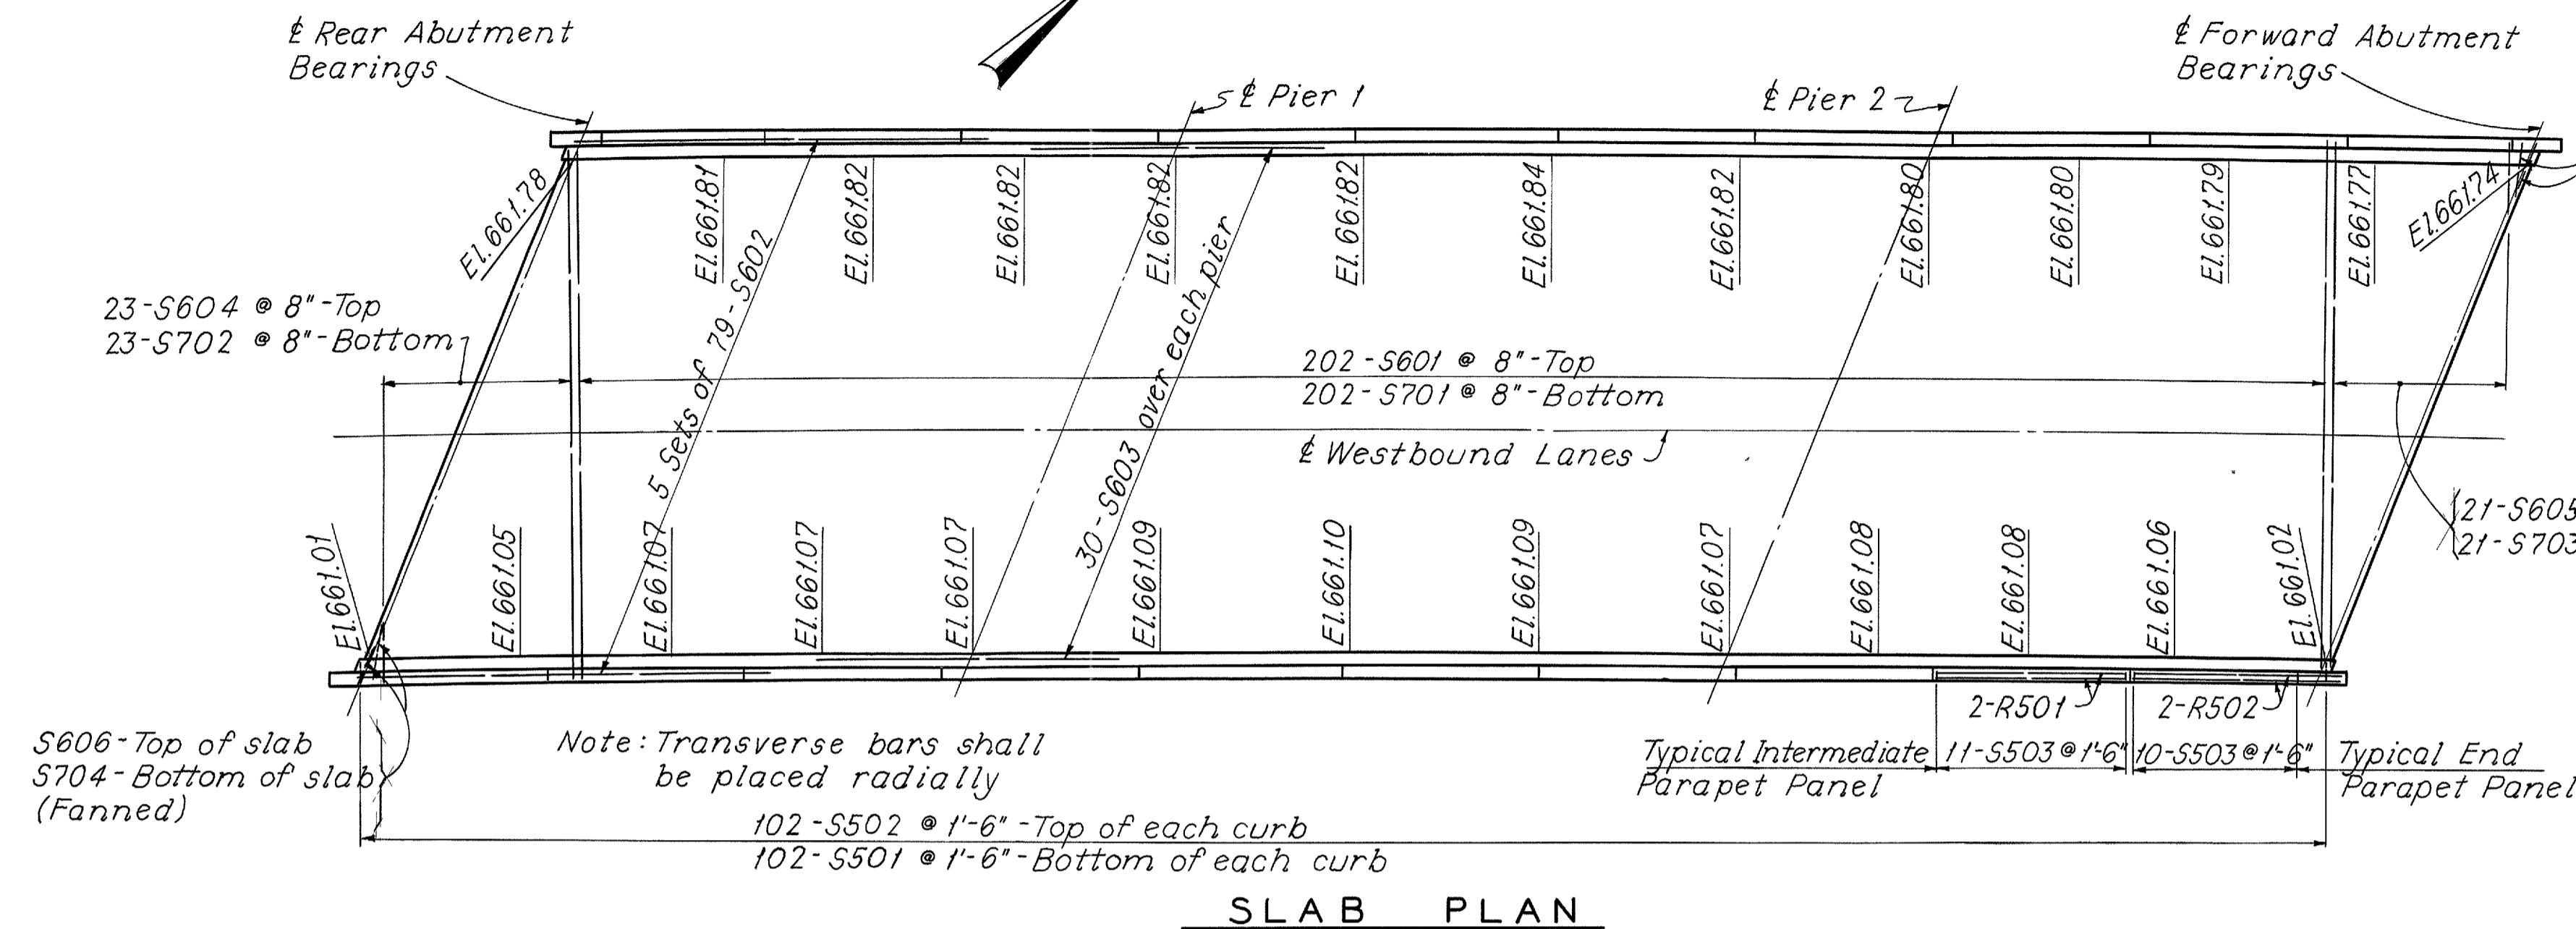 ℄ Rear Abutment
Bearings
℄ Pier 1
℄ Pier 2
℄ Forward Abutment
Bearings
El.661.78
El.661.81
El.661.82
El.661.82
El.661.82
El.661.82
El.661.84
El.661.82
El.661.80
El.661.80
El.661.79
El.661.77
El.661.74
23-S604 @ 8"-Top
23-S702 @ 8"-Bottom
5 Sets of 79-S602
30-S603 over each pier
202-S601 @ 8"-Top
202-S701 @ 8"-Bottom
℄ Westbound Lanes
21-S605
21-S703
El.661.01
El.661.05
El.661.07
El.661.07
El.661.07
El.661.09
El.661.10
El.661.09
El.661.07
El.661.08
El.661.08
El.661.06
El.661.02
2-R501
2-R502
S606-Top of slab
S704-Bottom of slab
(Fanned)
Note: Transverse bars shall
be placed radially
Typical Intermediate
Parapet Panel
11-S503@1'-6"
10-S503@1'-6"
Typical End
Parapet Panel
102-S502 @ 1'-6"-Top of each curb
102-S501 @ 1'-6"-Bottom of each curb
SLAB PLAN